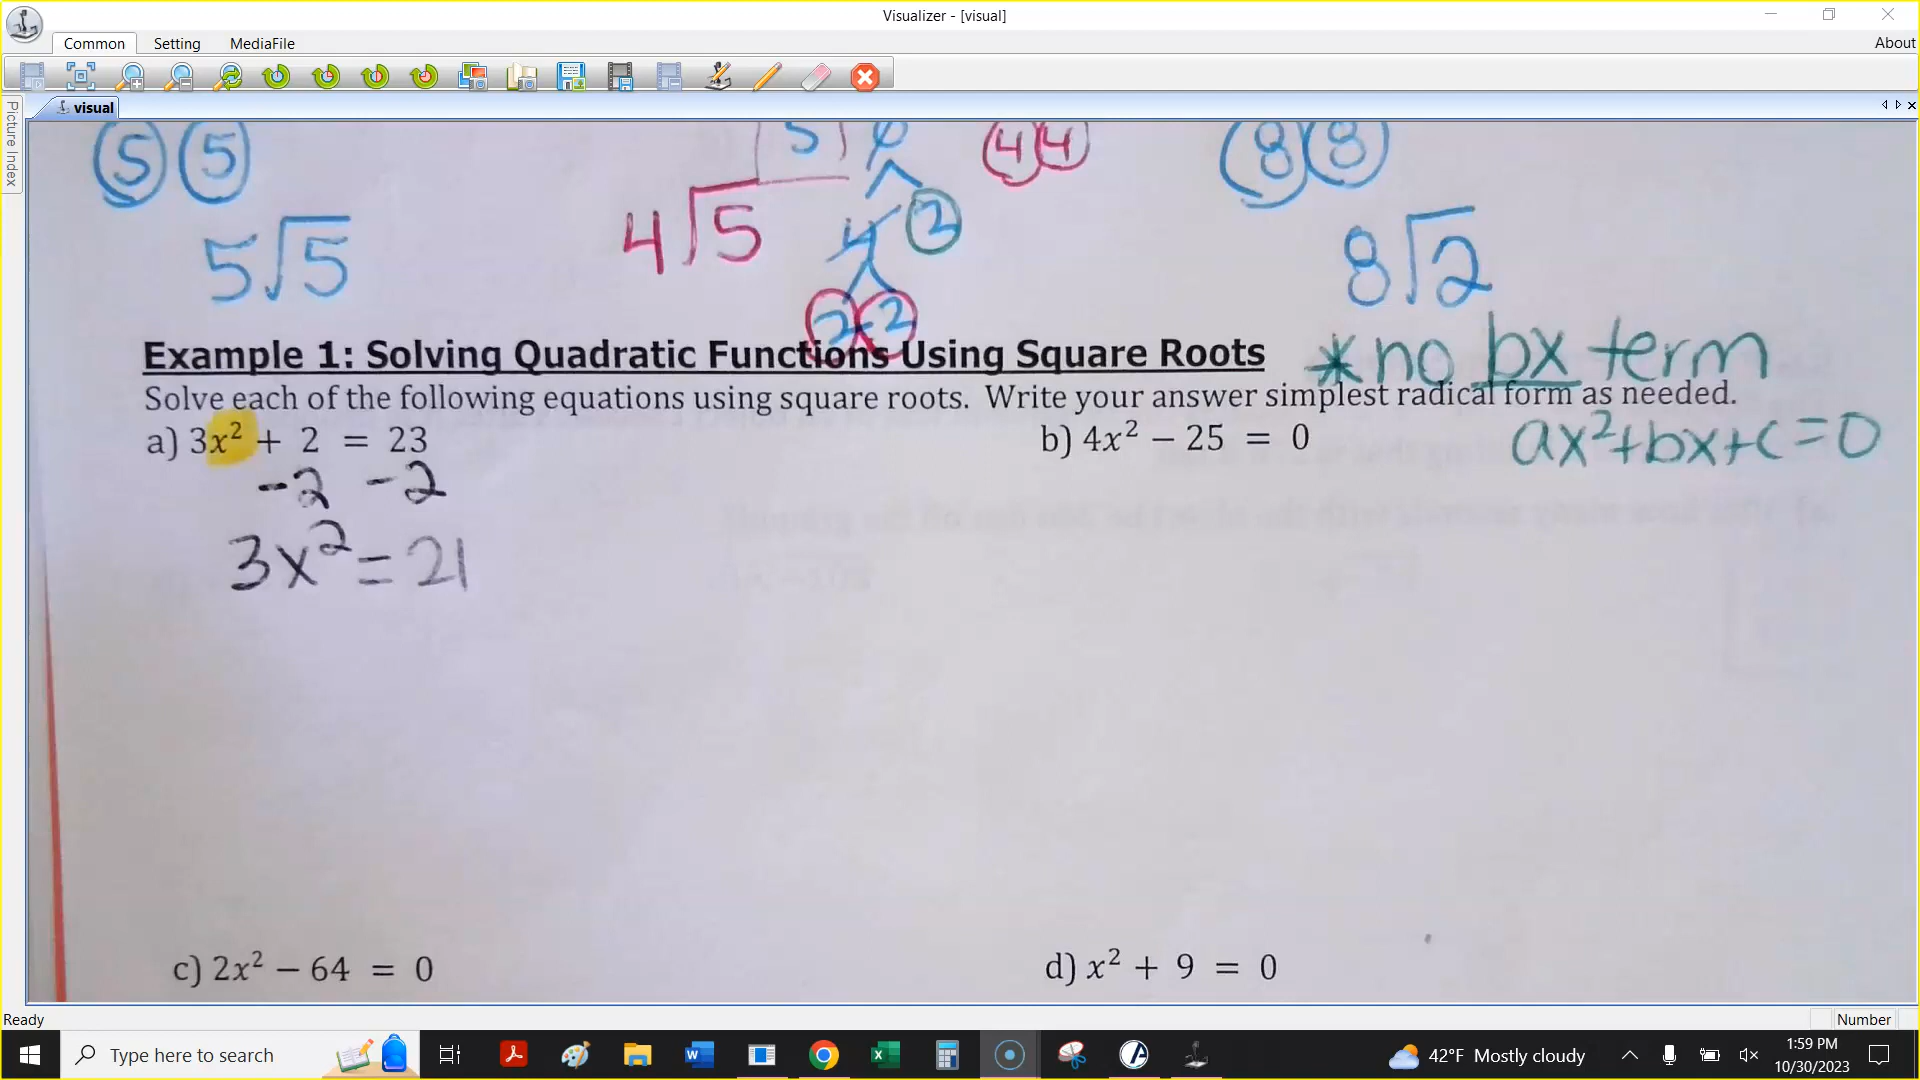 Visualizer - [visual]
Common Setting MediaFile About
visual
Picture Index
5 5 5 4 4 8 8
5√5 4√5 4 2 8√2
2 2
Example 1: Solving Quadratic Functions Using Square Roots *no bx term
Solve each of the following equations using square roots. Write your answer simplest radical form as needed.
a) 3x² + 2 = 23 b) 4x² − 25 = 0 ax²+bx+c=0
-2 -2
3x²=21
c) 2x² − 64 = 0 d) x² + 9 = 0
Ready Number
Type here to search 42°F Mostly cloudy 1:59 PM
10/30/2023